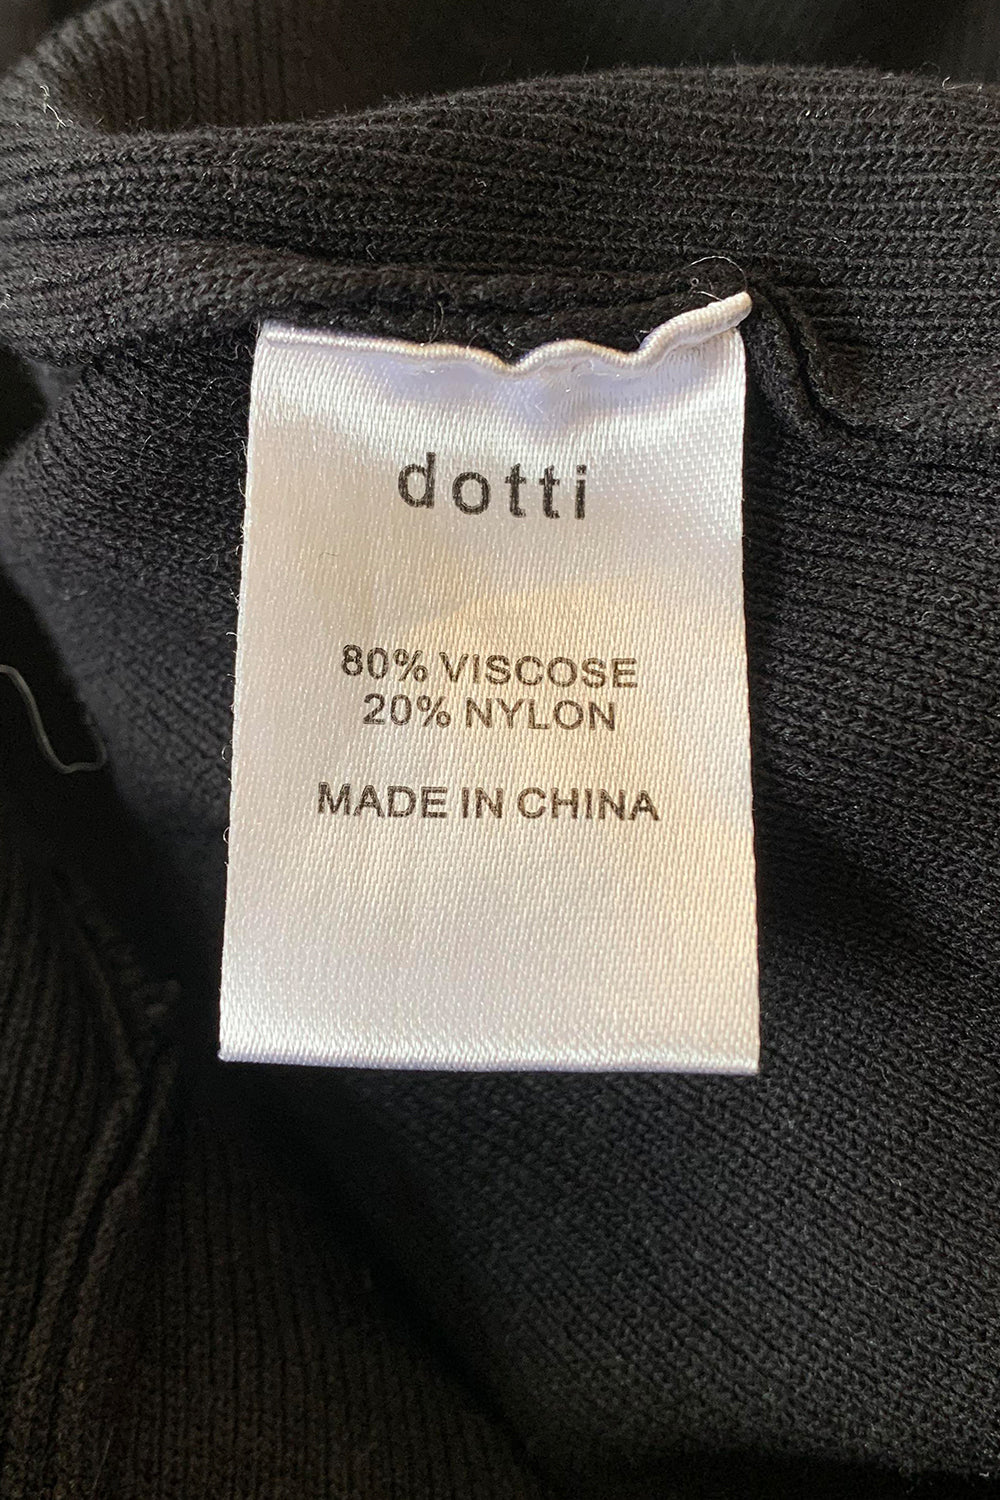 dotti
80% VISCOSE
20% NYLON
MADE IN CHINA